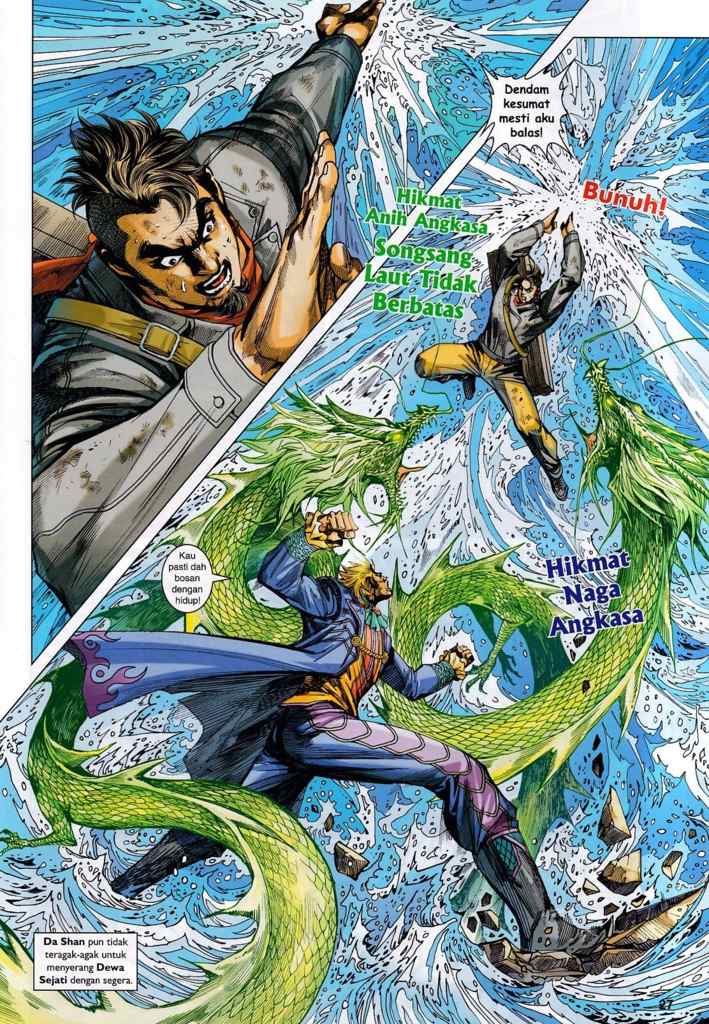 Dendam
kesumat
mesti aku
balas!
Bunuh!
Hikmat
Anih Angkasa
Songsang
Laut Tidak
Berbatas
Kau
pasti dah
bosan
dengan
hidup!
Hikmat
Naga
Angkasa
Da Shan pun tidak
teragak-agak untuk
menyerang Dewa
Sejati dengan segera.
27